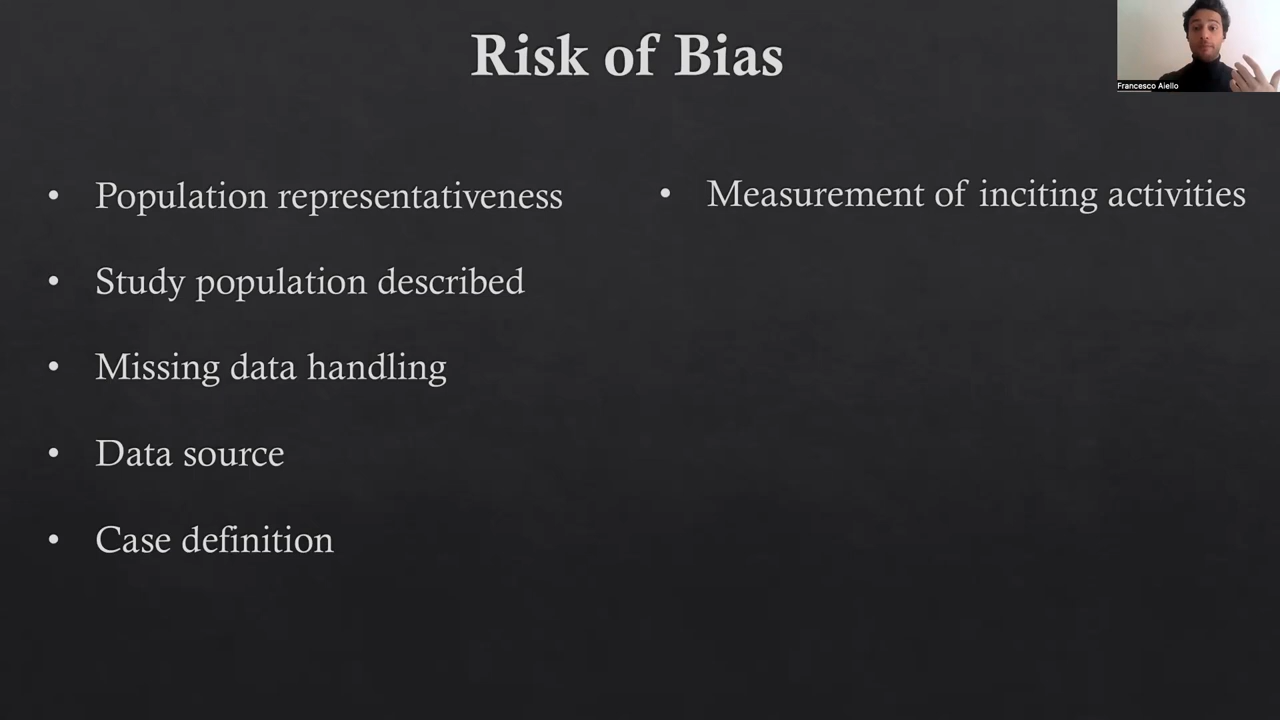 Risk of Bias
Francesco Aiello
• Population representativeness
• Study population described
• Missing data handling
• Data source
• Case definition
• Measurement of inciting activities